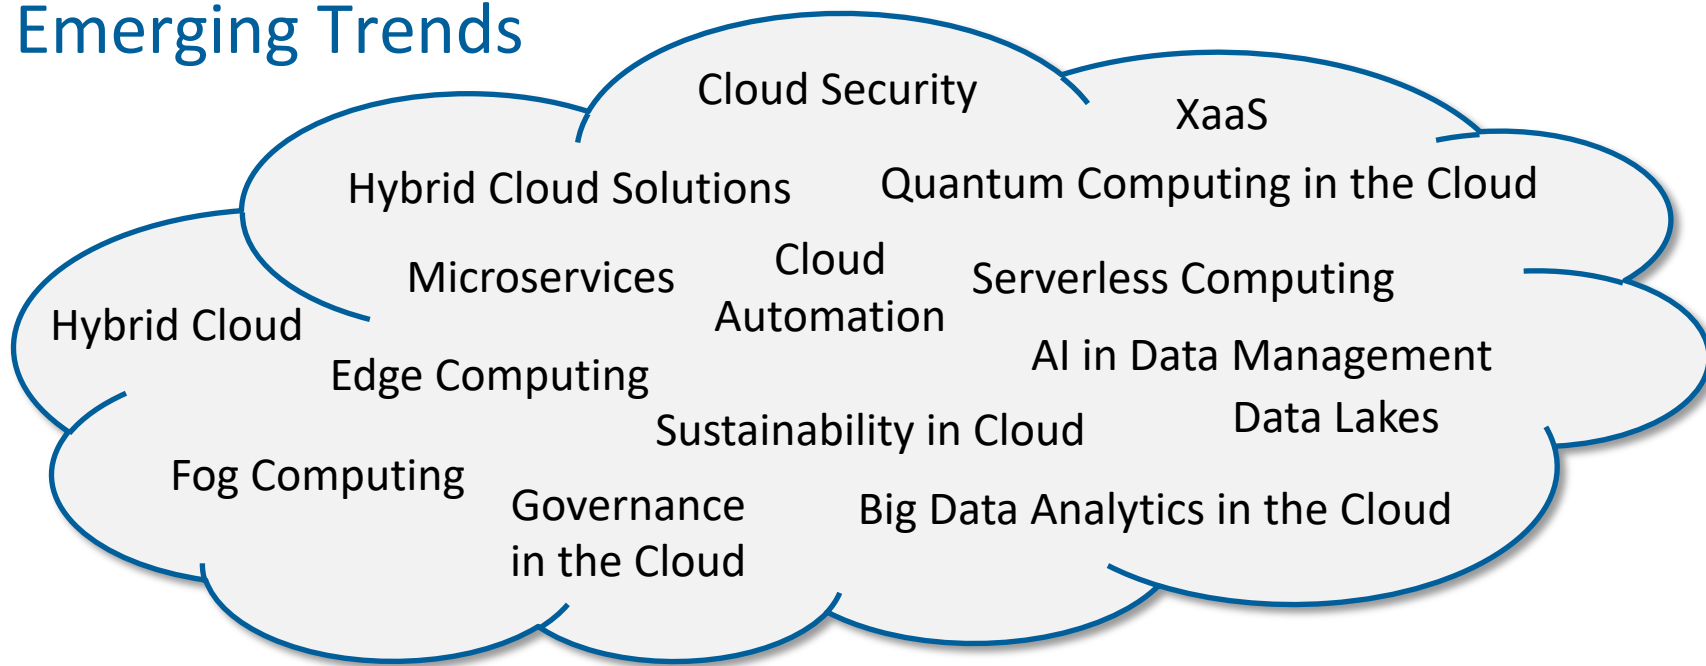 Emerging Trends
Cloud Security
XaaS
Hybrid Cloud Solutions
Quantum Computing in the Cloud
Microservices
Cloud
Automation
Serverless Computing
Hybrid Cloud
Edge Computing
AI in Data Management
Sustainability in Cloud
Data Lakes
Fog Computing
Governance
in the Cloud
Big Data Analytics in the Cloud